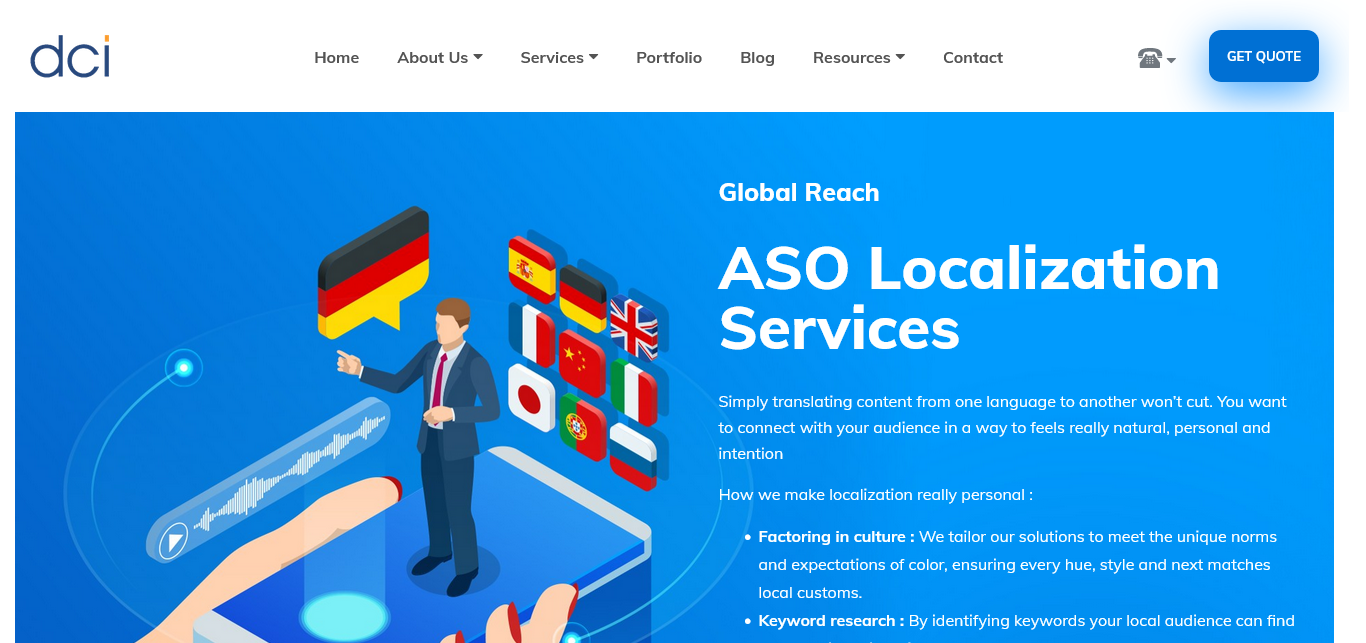 dci
Home About Us Services Portfolio Blog Resources Contact GET QUOTE
Global Reach
ASO Localization
Services
Simply translating content from one language to another won't cut. You want
to connect with your audience in a way to feels really natural, personal and
intention
How we make localization really personal :
• Factoring in culture : We tailor our solutions to meet the unique norms
and expectations of color, ensuring every hue, style and next matches
local customs.
• Keyword research : By identifying keywords your local audience can find